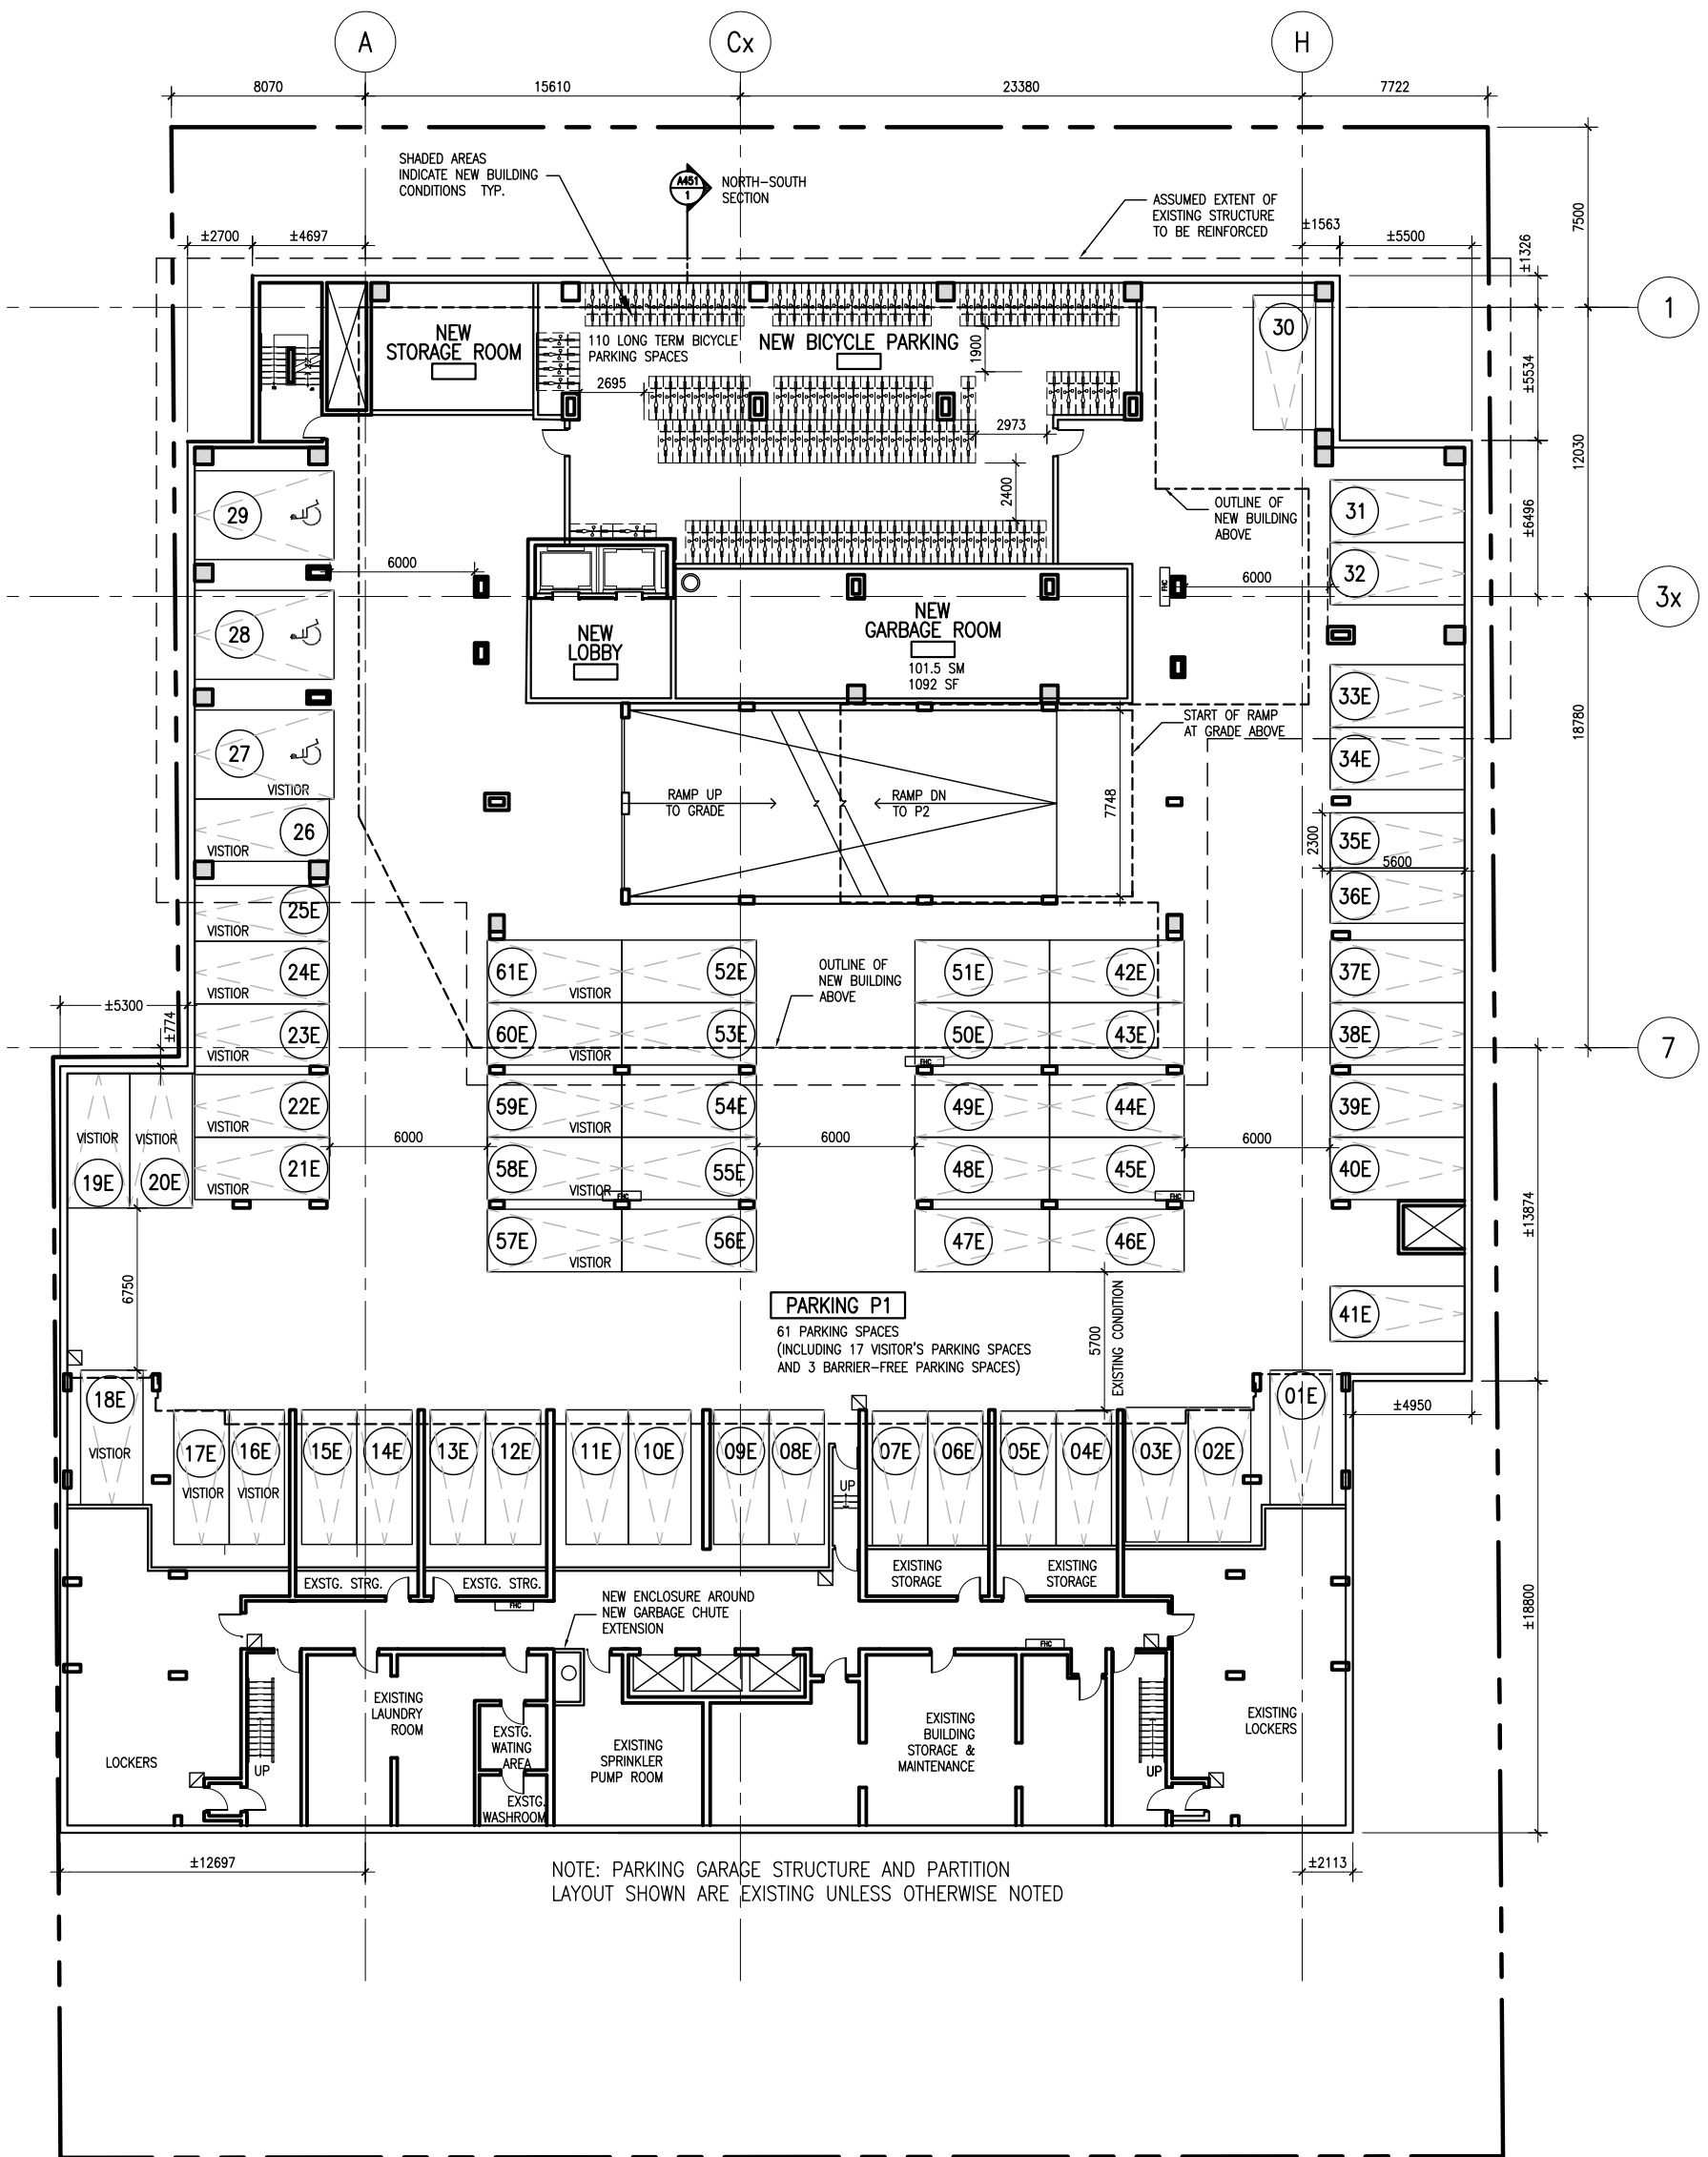 A
Cx
H
8070
15610
23380
7722
SHADED AREAS
INDICATE NEW BUILDING
CONDITIONS TYP.
A451
1
NORTH-SOUTH
SECTION
ASSUMED EXTENT OF
EXISTING STRUCTURE
TO BE REINFORCED
±2700
±4697
±1563
±5500
±1326
7500
1
NEW
STORAGE ROOM
110 LONG TERM BICYCLE
PARKING SPACES
NEW BICYCLE PARKING
1900
30
±5534
2695
2973
12030
2400
OUTLINE OF
NEW BUILDING
ABOVE
±6496
29
31
32
6000
6000
FHC
3x
28
NEW
LOBBY
NEW
GARBAGE ROOM
101.5 SM
1092 SF
33E
START OF RAMP
AT GRADE ABOVE
18780
27
VISTIOR
34E
RAMP UP
TO GRADE
RAMP DN
TO P2
7748
26
VISTIOR
2300
35E
5600
25E
VISTIOR
36E
24E
VISTIOR
61E
VISTIOR
52E
OUTLINE OF
NEW BUILDING
ABOVE
51E
42E
37E
±5300
±774
23E
VISTIOR
60E
VISTIOR
53E
50E
43E
38E
7
FHC
22E
VISTIOR
59E
VISTIOR
54E
49E
44E
39E
VISTIOR
VISTIOR
19E
20E
21E
VISTIOR
6000
58E
VISTIOR
55E
6000
48E
45E
6000
40E
FHC
FHC
±13874
57E
VISTIOR
56E
47E
46E
6750
PARKING P1
61 PARKING SPACES
(INCLUDING 17 VISITOR'S PARKING SPACES
AND 3 BARRIER-FREE PARKING SPACES)
5700
EXISTING CONDITION
41E
18E
VISTIOR
01E
±4950
17E
VISTIOR
16E
VISTIOR
15E
14E
13E
12E
11E
10E
09E
08E
UP
07E
06E
05E
04E
03E
02E
EXSTG. STRG.
EXSTG. STRG.
FHC
NEW ENCLOSURE AROUND
NEW GARBAGE CHUTE
EXTENSION
EXISTING
STORAGE
EXISTING
STORAGE
FHC
±18800
LOCKERS
UP
EXISTING
LAUNDRY
ROOM
EXSTG.
WATING
AREA
EXSTG.
WASHROOM
EXISTING
SPRINKLER
PUMP ROOM
EXISTING
BUILDING
STORAGE &
MAINTENANCE
UP
EXISTING
LOCKERS
±12697
±2113
NOTE: PARKING GARAGE STRUCTURE AND PARTITION
LAYOUT SHOWN ARE EXISTING UNLESS OTHERWISE NOTED